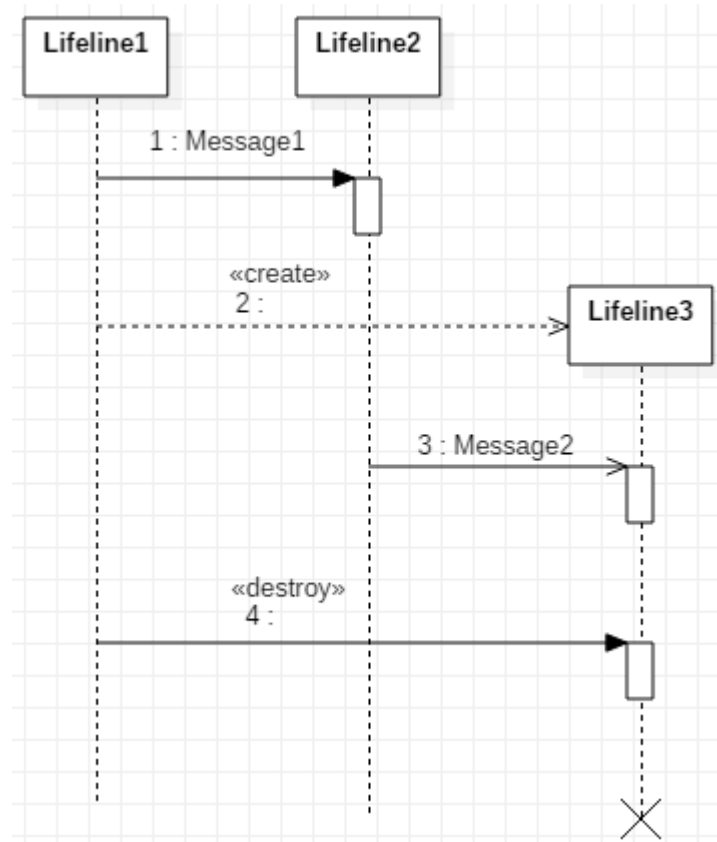 Lifeline1
Lifeline2
1 : Message1
«create»
2 :
Lifeline3
3 : Message2
«destroy»
4 :